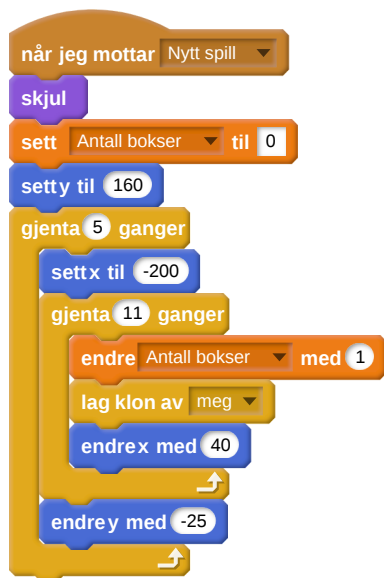 når jeg mottar Nytt spill
skjul
sett Antall bokser til 0
sett y til 160
gjenta 5 ganger
sett x til -200
gjenta 11 ganger
endre Antall bokser med 1
lag klon av meg
endre x med 40
endre y med -25